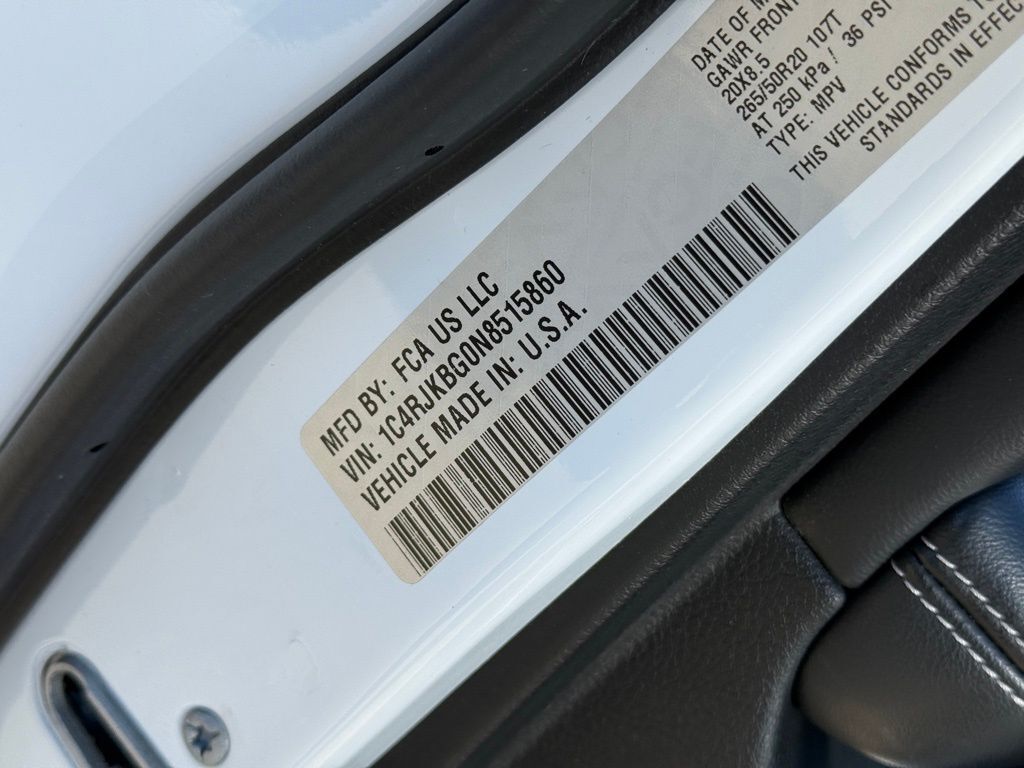 MFD BY: FCA US LLC
VIN: 1C4RJKBG0N8515860
VEHICLE MADE IN: U.S.A.
DATE OF M
GAWR FRONT
20X8.5
265/50R20 107T
AT 250 kPa / 36 PSI
TYPE: MPV
THIS VEHICLE CONFORMS TO
STANDARDS IN EFFEC